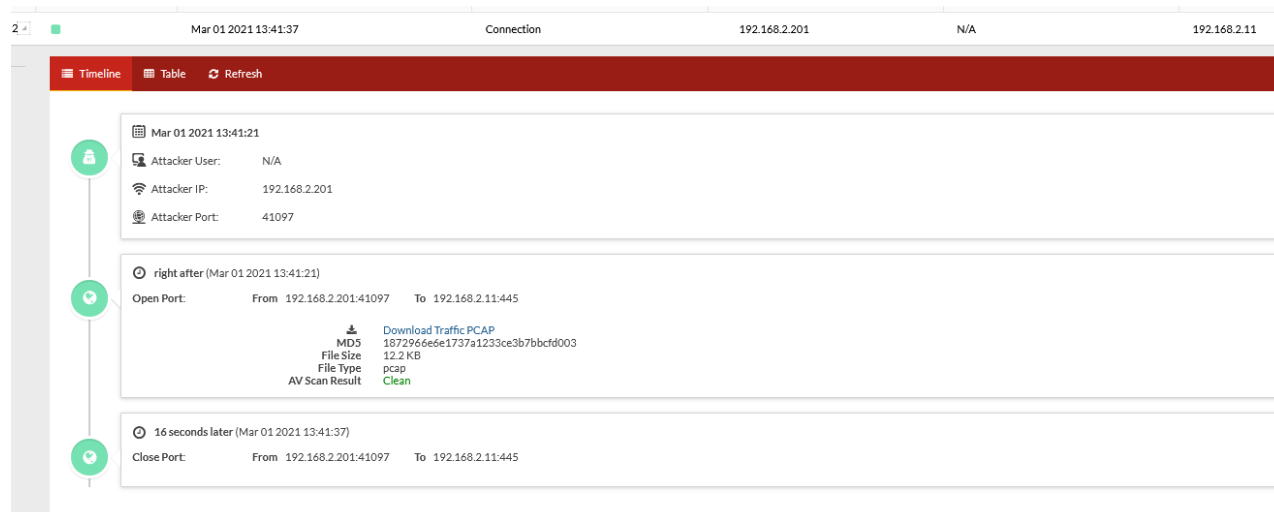 2 Mar 01 2021 13:41:37 Connection 192.168.2.201 N/A 192.168.2.11
Timeline Table Refresh
Mar 01 2021 13:41:21
Attacker User: N/A
Attacker IP: 192.168.2.201
Attacker Port: 41097
right after (Mar 01 2021 13:41:21)
Open Port: From 192.168.2.201:41097 To 192.168.2.11:445
Download Traffic PCAP
MD5 1872966e6e1737a1233ce3b7bbcfd003
File Size 12.2 KB
File Type pcap
AV Scan Result Clean
16 seconds later (Mar 01 2021 13:41:37)
Close Port: From 192.168.2.201:41097 To 192.168.2.11:445